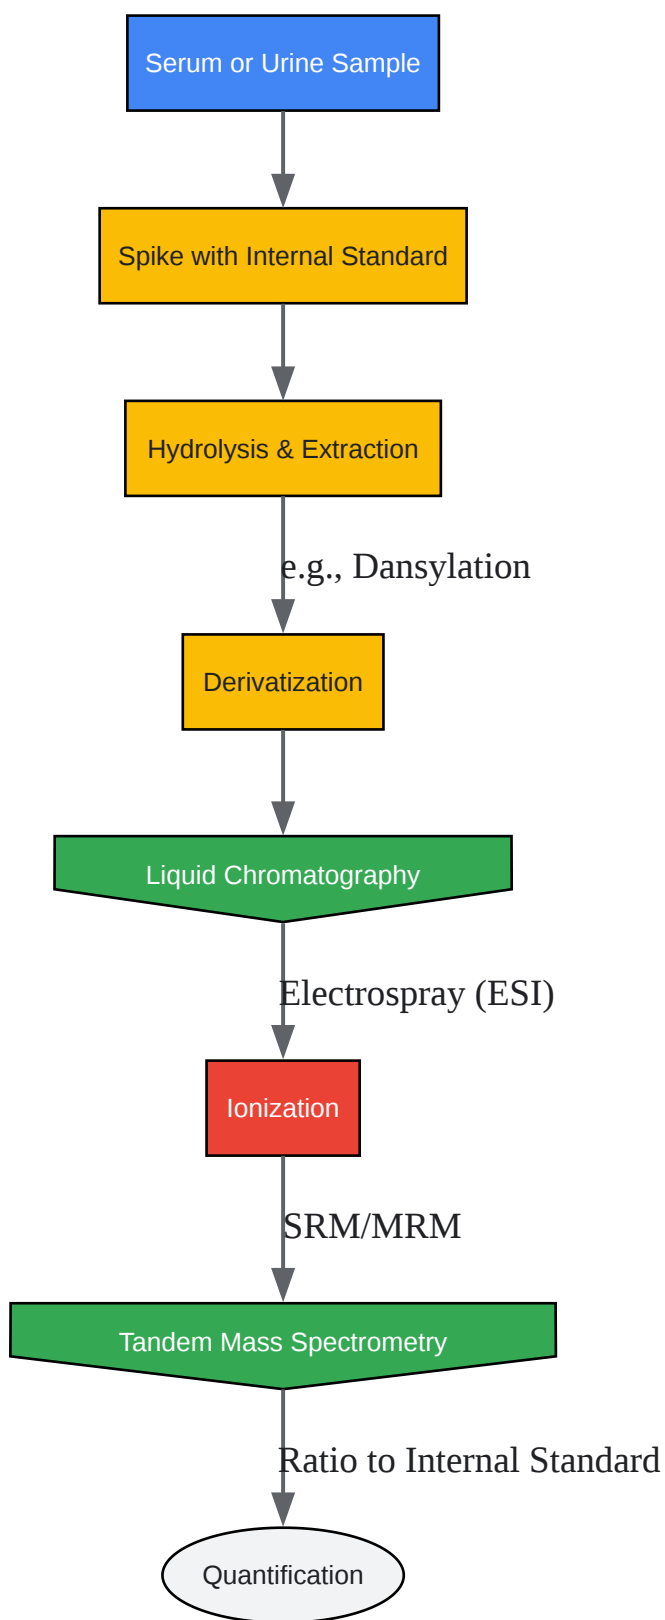 Serum or Urine Sample
Spike with Internal Standard
Hydrolysis & Extraction
e.g., Dansylation
Derivatization
Liquid Chromatography
Electrospray (ESI)
Ionization
SRM/MRM
Tandem Mass Spectrometry
Ratio to Internal Standard
Quantification